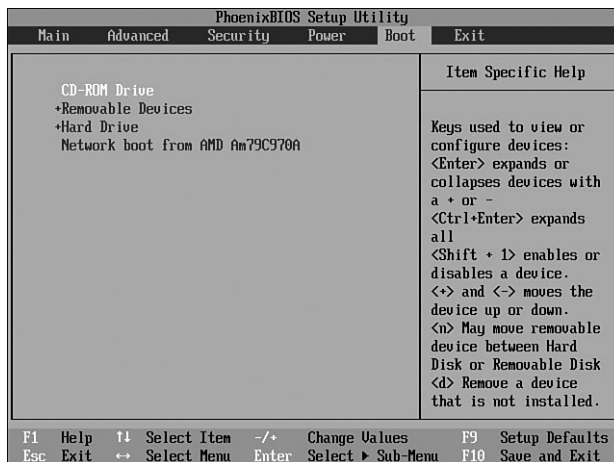 PhoenixBIOS Setup Utility
Main Advanced Security Power Boot Exit
CD-ROM Drive
+Removable Devices
+Hard Drive
Network boot from AMD Am79C970A
Item Specific Help
Keys used to view or
configure devices:
<Enter> expands or
collapses devices with
a + or -
<Ctrl+Enter> expands
all
<Shift + 1> enables or
disables a device.
<+> and <-> moves the
device up or down.
<n> May move removable
device between Hard
Disk or Removable Disk
<d> Remove a device
that is not installed.
F1 Help ↑↓ Select Item -/+ Change Values F9 Setup Defaults
Esc Exit ↔ Select Menu Enter Select ▶ Sub-Menu F10 Save and Exit